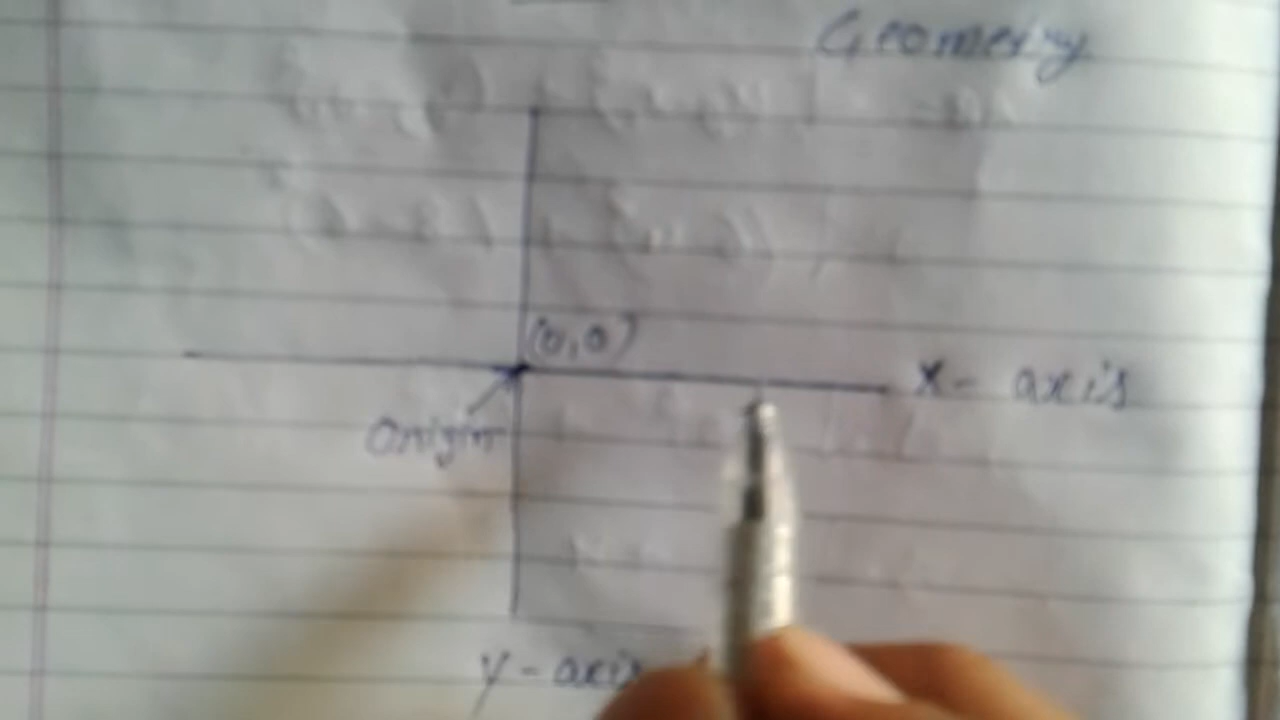 Geometry
(0,0)
x - axis
Origin
y - axis